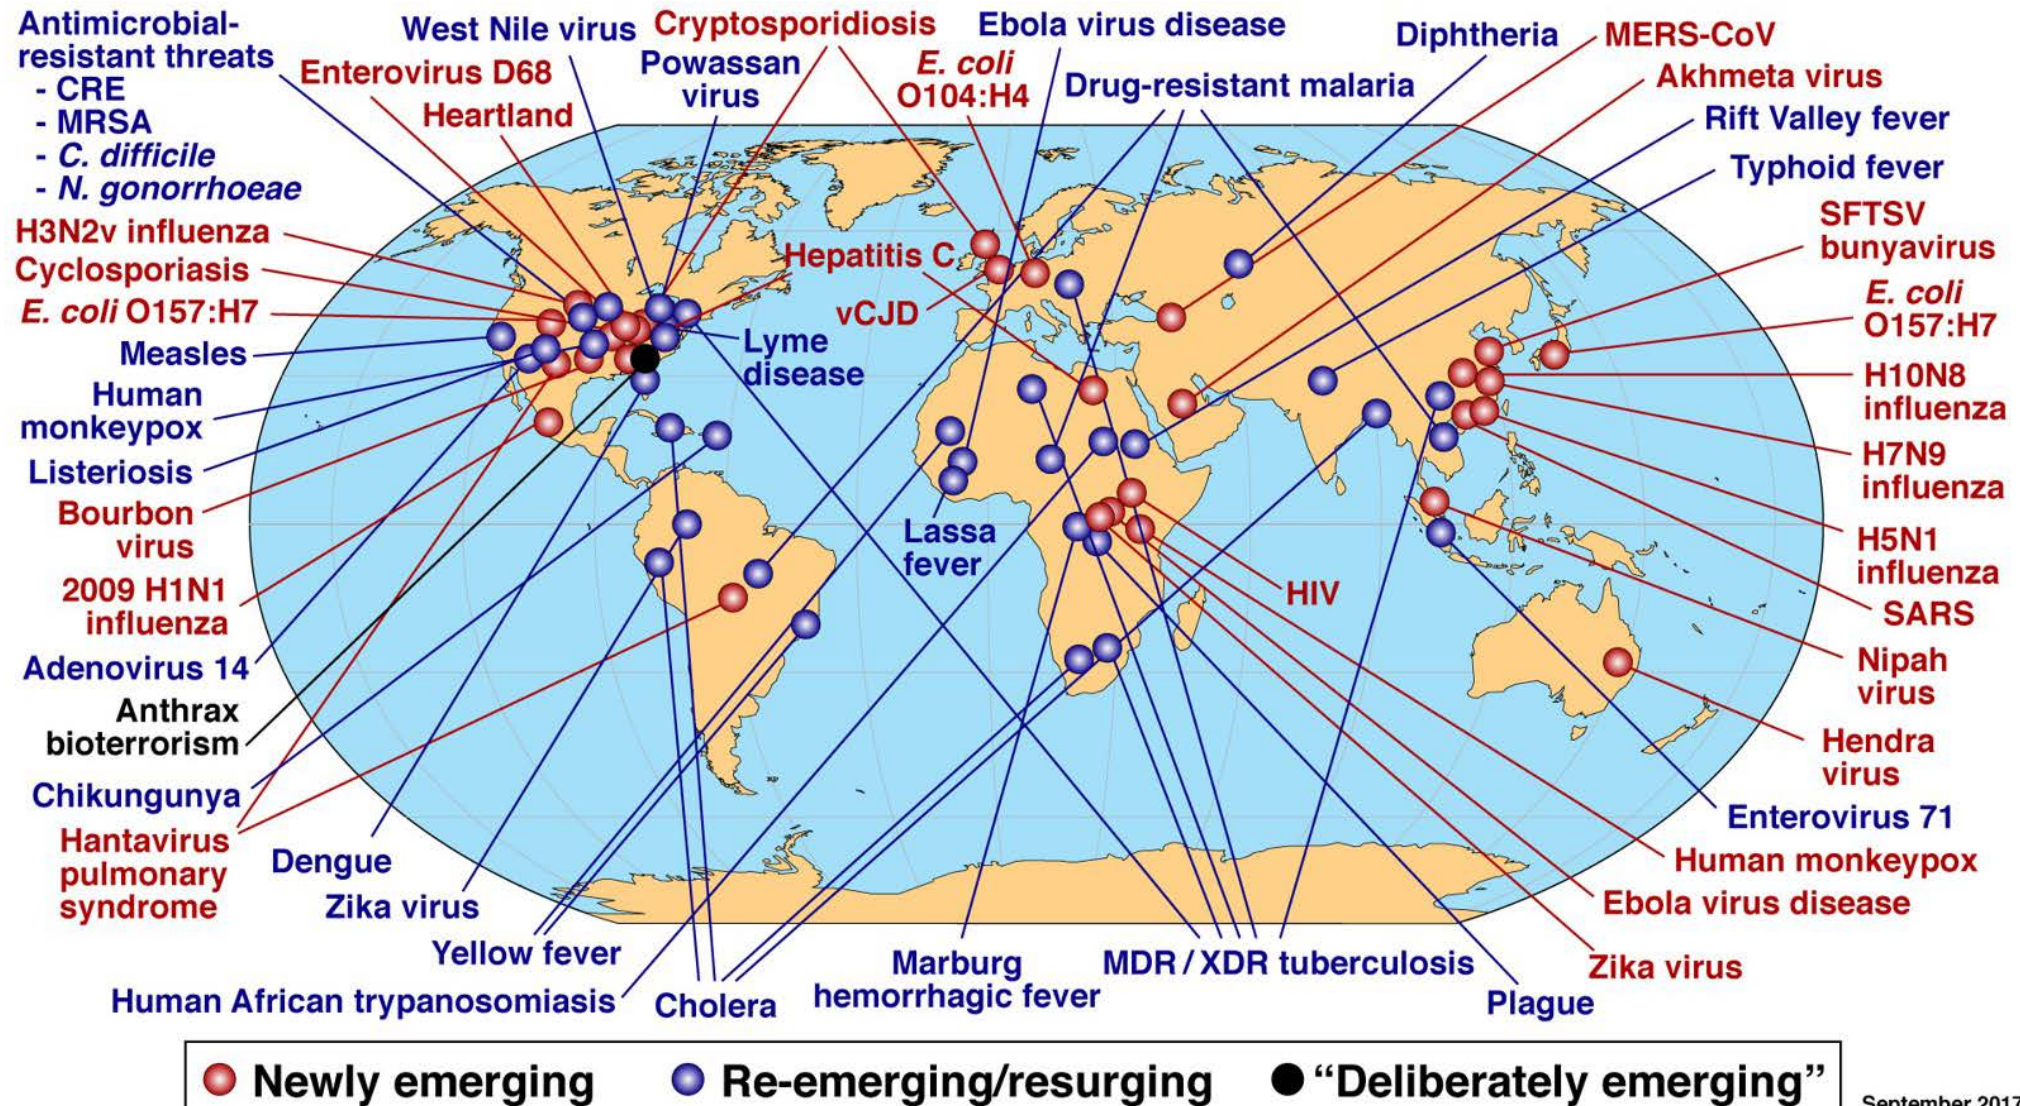 Antimicrobial-
resistant threats
- CRE
- MRSA
- C. difficile
- N. gonorrhoeae
Enterovirus D68
Heartland
West Nile virus
Powassan
virus
Cryptosporidiosis
E. coli
O104:H4
Ebola virus disease
Drug-resistant malaria
Diphtheria
MERS-CoV
Akhmeta virus
Rift Valley fever
Typhoid fever
SFTSV
bunyavirus
E. coli
O157:H7
H10N8
influenza
H7N9
influenza
H5N1
influenza
SARS
Nipah
virus
Hendra
virus
Enterovirus 71
Human monkeypox
Ebola virus disease
Zika virus
Plague
MDR / XDR tuberculosis
Marburg
hemorrhagic fever
Cholera
Human African trypanosomiasis
Yellow fever
Zika virus
Dengue
Hantavirus
pulmonary
syndrome
Chikungunya
Anthrax
bioterrorism
Adenovirus 14
2009 H1N1
influenza
Bourbon
virus
Listeriosis
Human
monkeypox
Measles
E. coli O157:H7
Cyclosporiasis
H3N2v influenza
Hepatitis C
vCJD
Lyme
disease
Lassa
fever
HIV
Newly emerging
Re-emerging/resurging
“Deliberately emerging”
September 2017